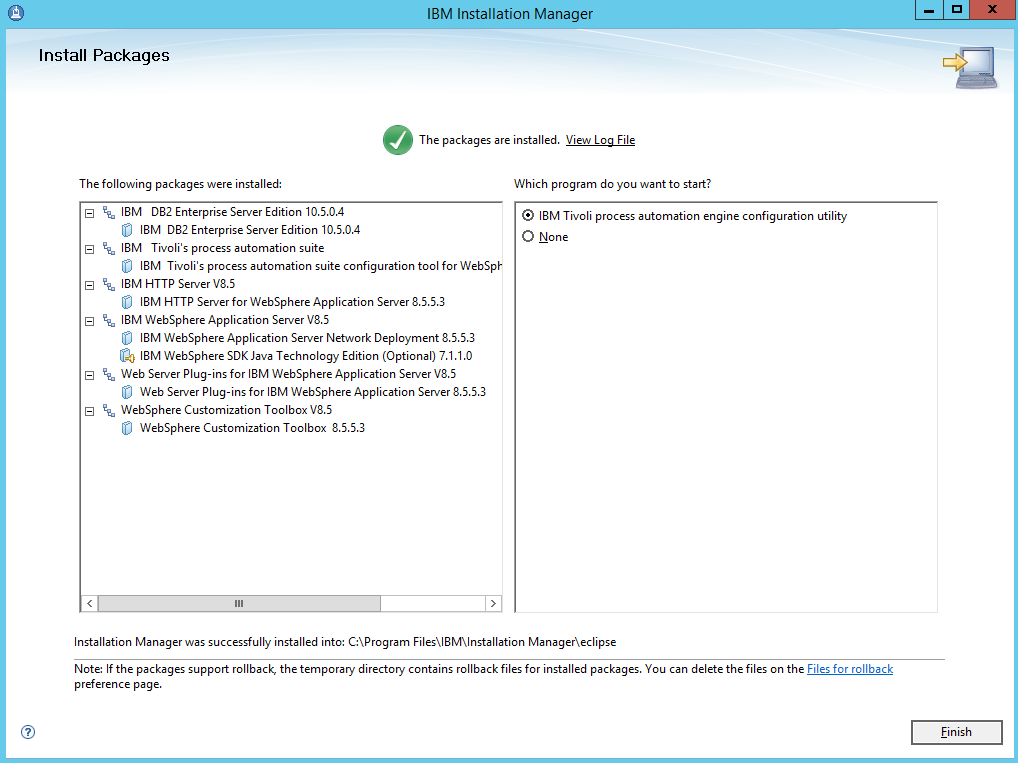 IBM Installation Manager
Install Packages
The packages are installed. View Log File
The following packages were installed:
IBM DB2 Enterprise Server Edition 10.5.0.4
IBM DB2 Enterprise Server Edition 10.5.0.4
IBM Tivoli's process automation suite
IBM Tivoli's process automation suite configuration tool for WebSph
IBM HTTP Server V8.5
IBM HTTP Server for WebSphere Application Server 8.5.5.3
IBM WebSphere Application Server V8.5
IBM WebSphere Application Server Network Deployment 8.5.5.3
IBM WebSphere SDK Java Technology Edition (Optional) 7.1.1.0
Web Server Plug-ins for IBM WebSphere Application Server V8.5
Web Server Plug-ins for IBM WebSphere Application Server 8.5.5.3
WebSphere Customization Toolbox V8.5
WebSphere Customization Toolbox 8.5.5.3
Which program do you want to start?
IBM Tivoli process automation engine configuration utility
None
Installation Manager was successfully installed into: C:\Program Files\IBM\Installation Manager\eclipse
Note: If the packages support rollback, the temporary directory contains rollback files for installed packages. You can delete the files on the Files for rollback
preference page.
Finish